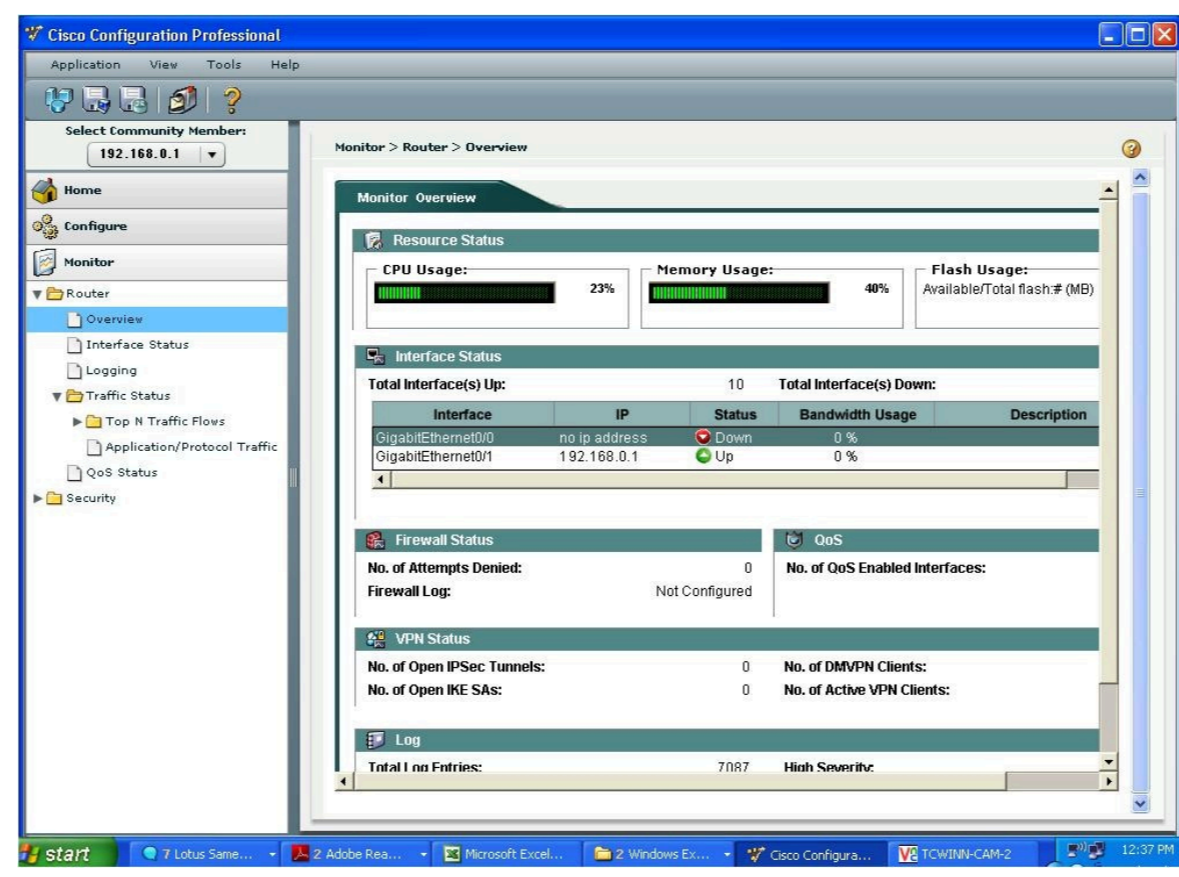 Cisco Configuration Professional
Application View Tools Help
Select Community Member:
192.168.0.1
Home
Configure
Monitor
Router
Overview
Interface Status
Logging
Traffic Status
Top N Traffic Flows
Application/Protocol Traffic
QoS Status
Security
Monitor > Router > Overview
Monitor Overview
Resource Status
CPU Usage: Memory Usage: Flash Usage:
23% 40% Available/Total flash:# (MB)
Interface Status
Total Interface(s) Up: 10 Total Interface(s) Down:
Interface IP Status Bandwidth Usage Description
GigabitEthernet0/0 no ip address Down 0 %
GigabitEthernet0/1 192.168.0.1 Up 0 %
Firewall Status QoS
No. of Attempts Denied: 0 No. of QoS Enabled Interfaces:
Firewall Log: Not Configured
VPN Status
No. of Open IPSec Tunnels: 0 No. of DMVPN Clients:
No. of Open IKE SAs: 0 No. of Active VPN Clients:
Log
Total Log Entries: 7087 High Severity:
start 7 Lotus Same... 2 Adobe Rea... Microsoft Excel... 2 Windows Ex... Cisco Configura... TCWINN-CAM-2 12:37 PM